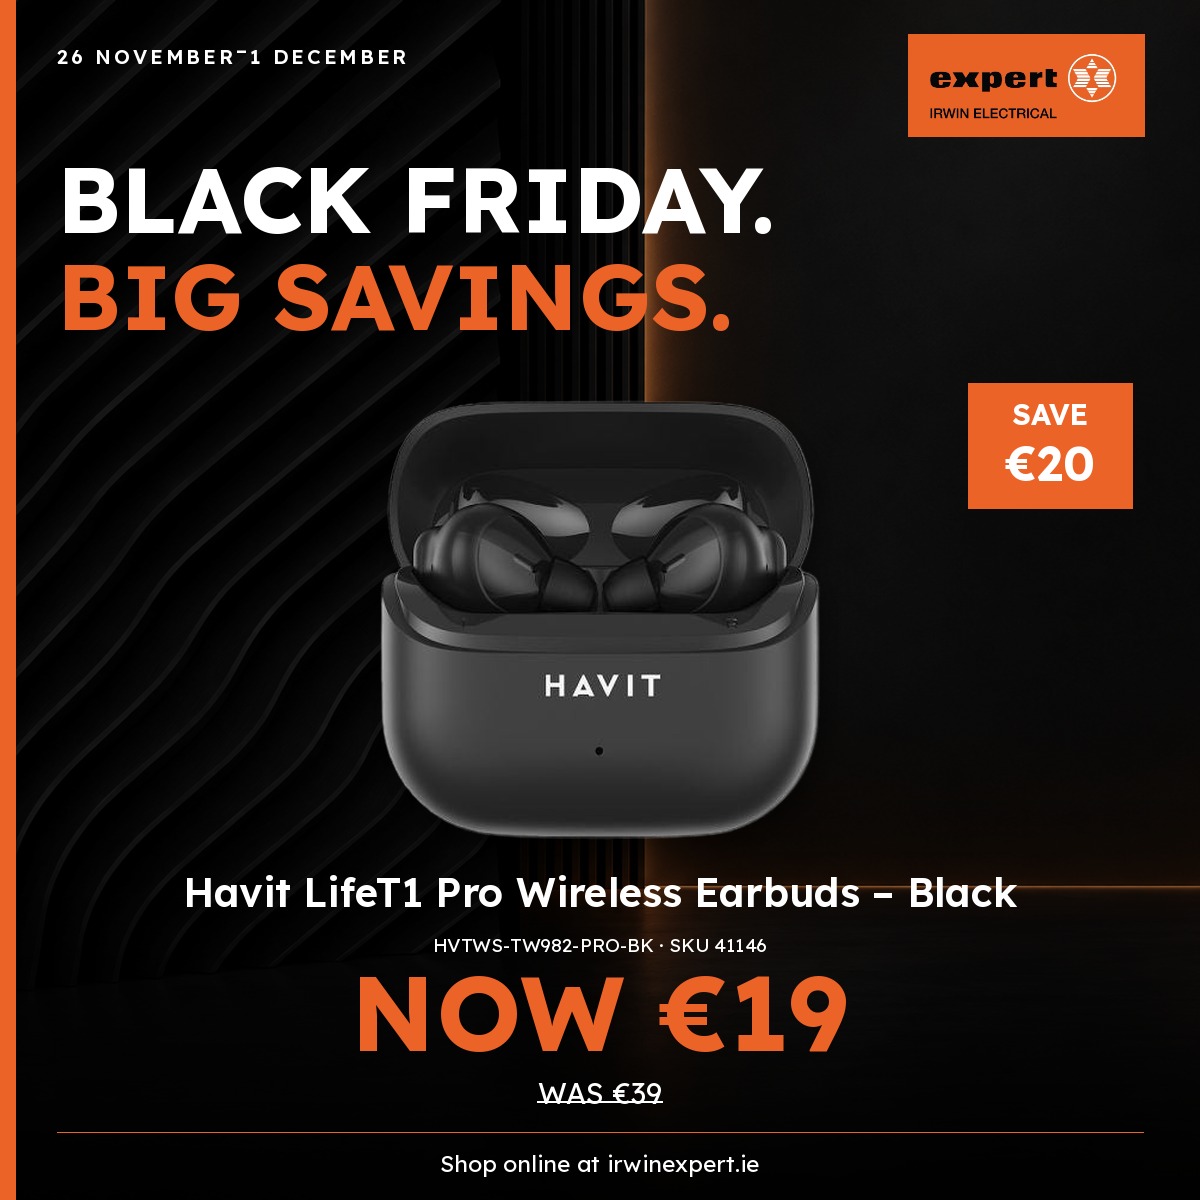 26 NOVEMBER–1 DECEMBER
expert
IRWIN ELECTRICAL
BLACK FRIDAY.
BIG SAVINGS.
SAVE
€20
HAVIT
Havit LifeT1 Pro Wireless Earbuds – Black
HVTWS-TW982-PRO-BK · SKU 41146
NOW €19
WAS €39
Shop online at irwinexpert.ie